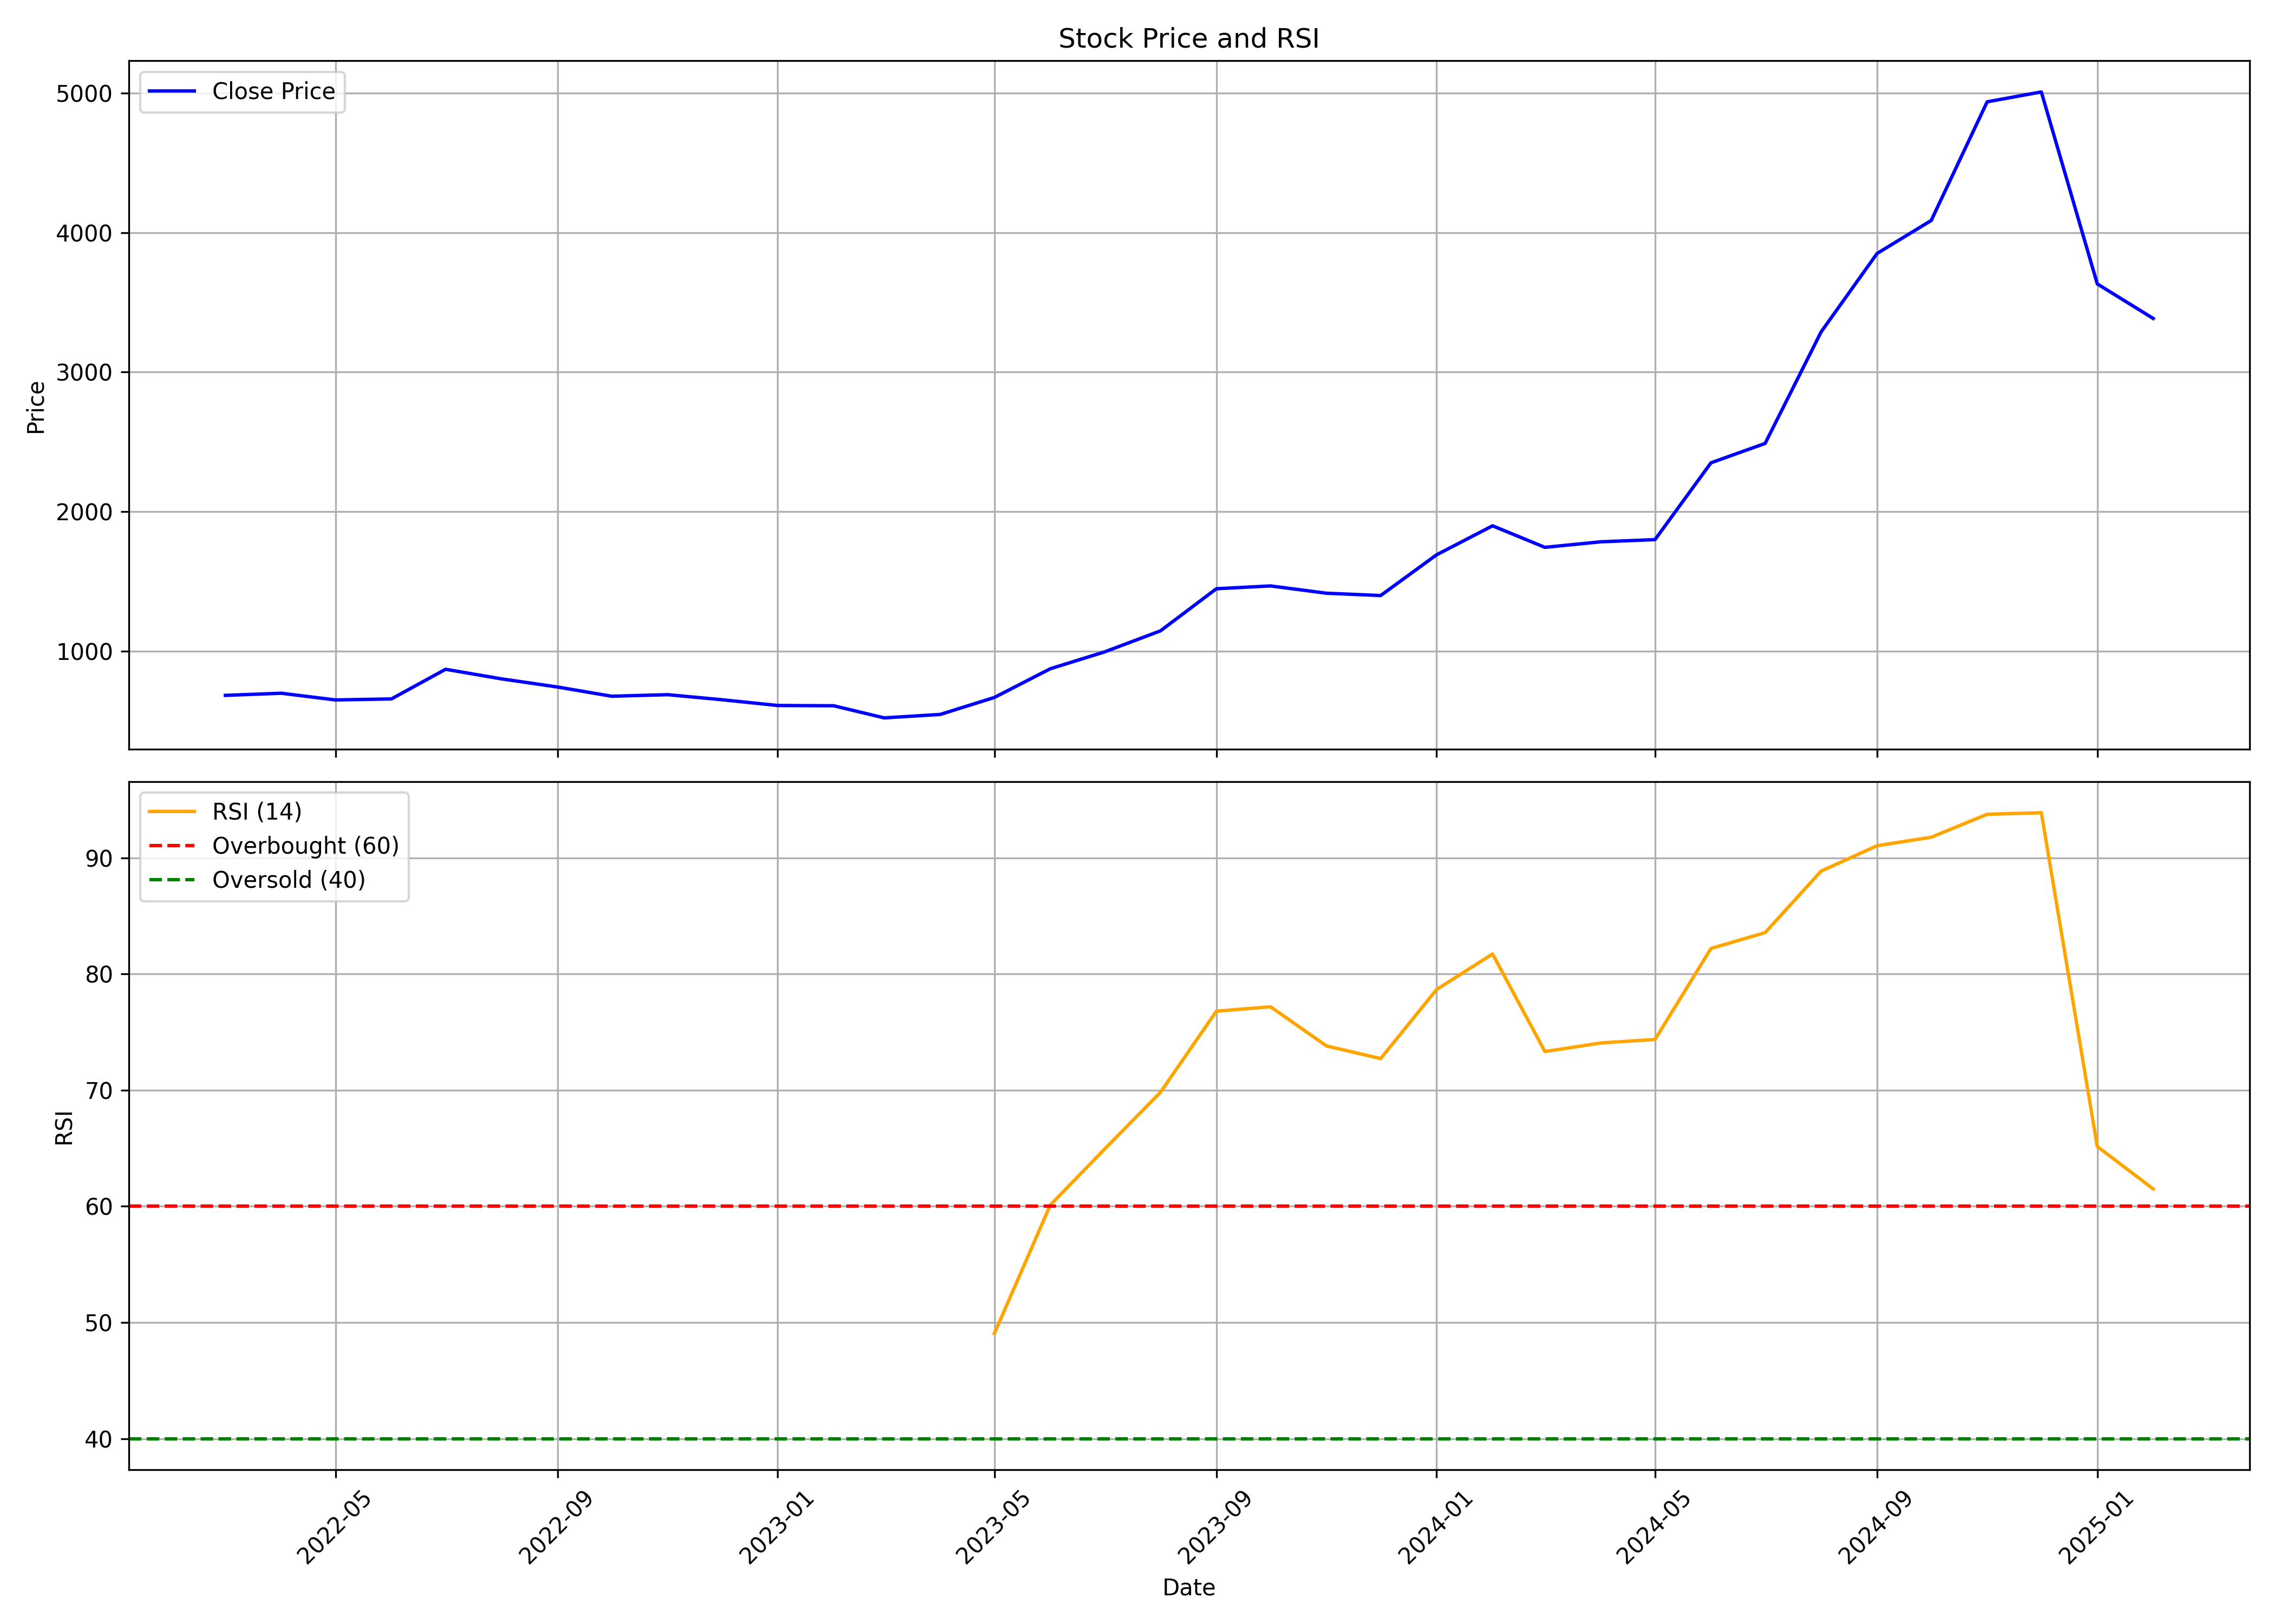 Stock Price and RSI
Close Price
5000
4000
3000
2000
1000
Price
RSI (14)
Overbought (60)
Oversold (40)
90
80
70
60
50
40
RSI
2022-05
2022-09
2023-01
2023-05
2023-09
2024-01
2024-05
2024-09
2025-01
Date